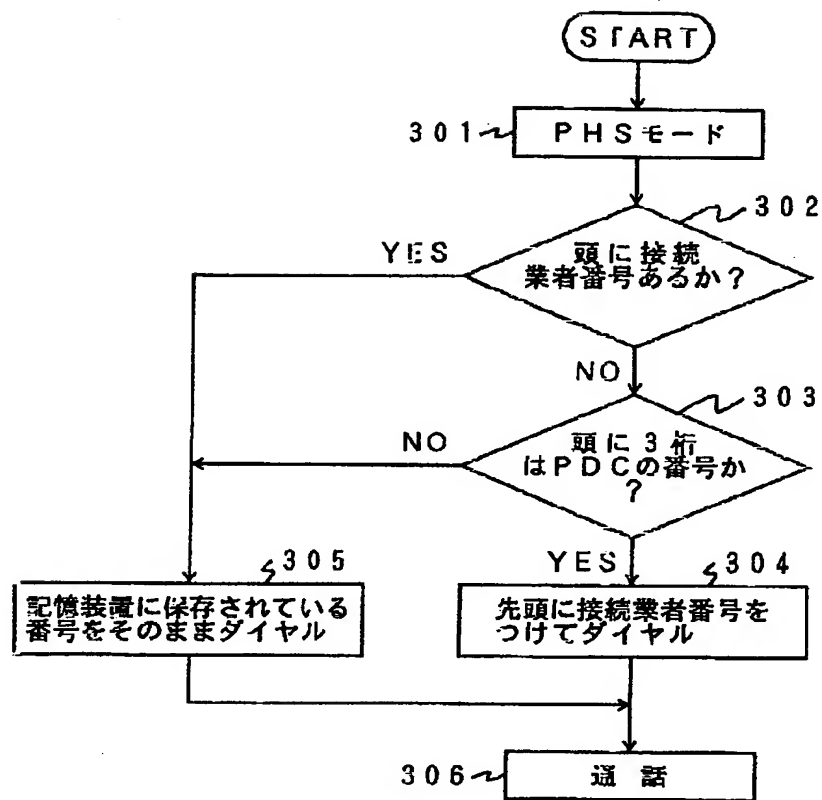 START
301
PHSモード
302
頭に接続
業者番号あるか?
YES
NO
303
頭に3桁
はPDCの番号か
?
NO
YES
305
記憶装置に保存されている
番号をそのままダイヤル
304
先頭に接続業者番号を
つけてダイヤル
306
通話